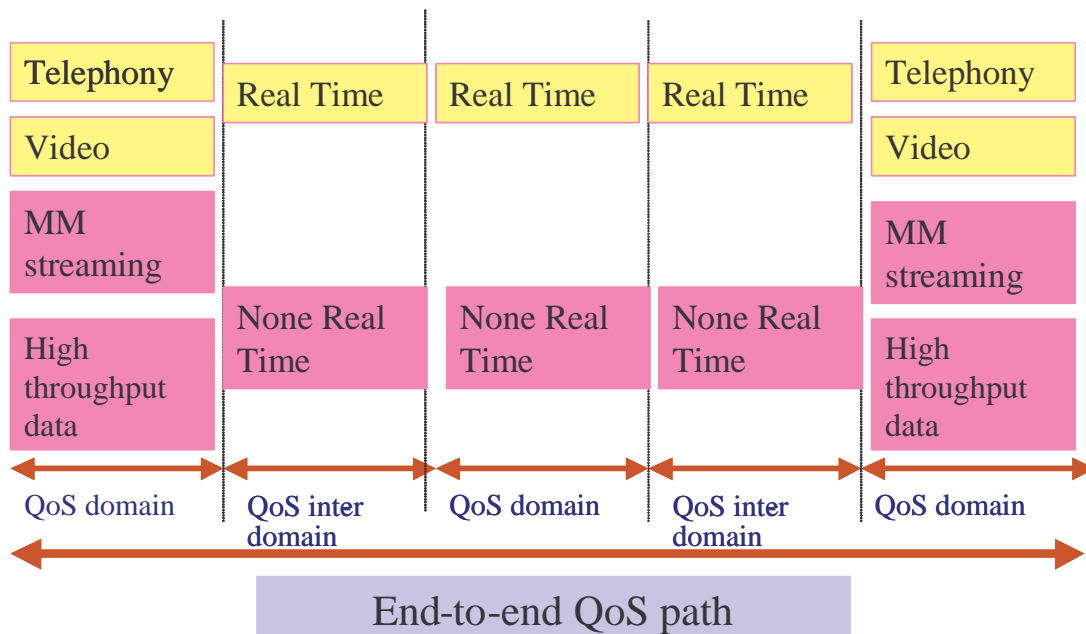 Telephony
Video
MM
streaming
High
throughput
data
Real Time
None Real
Time
Real Time
None Real
Time
Real Time
None Real
Time
Telephony
Video
MM
streaming
High
throughput
data
QoS domain
QoS inter
domain
QoS domain
QoS inter
domain
QoS domain
End-to-end QoS path